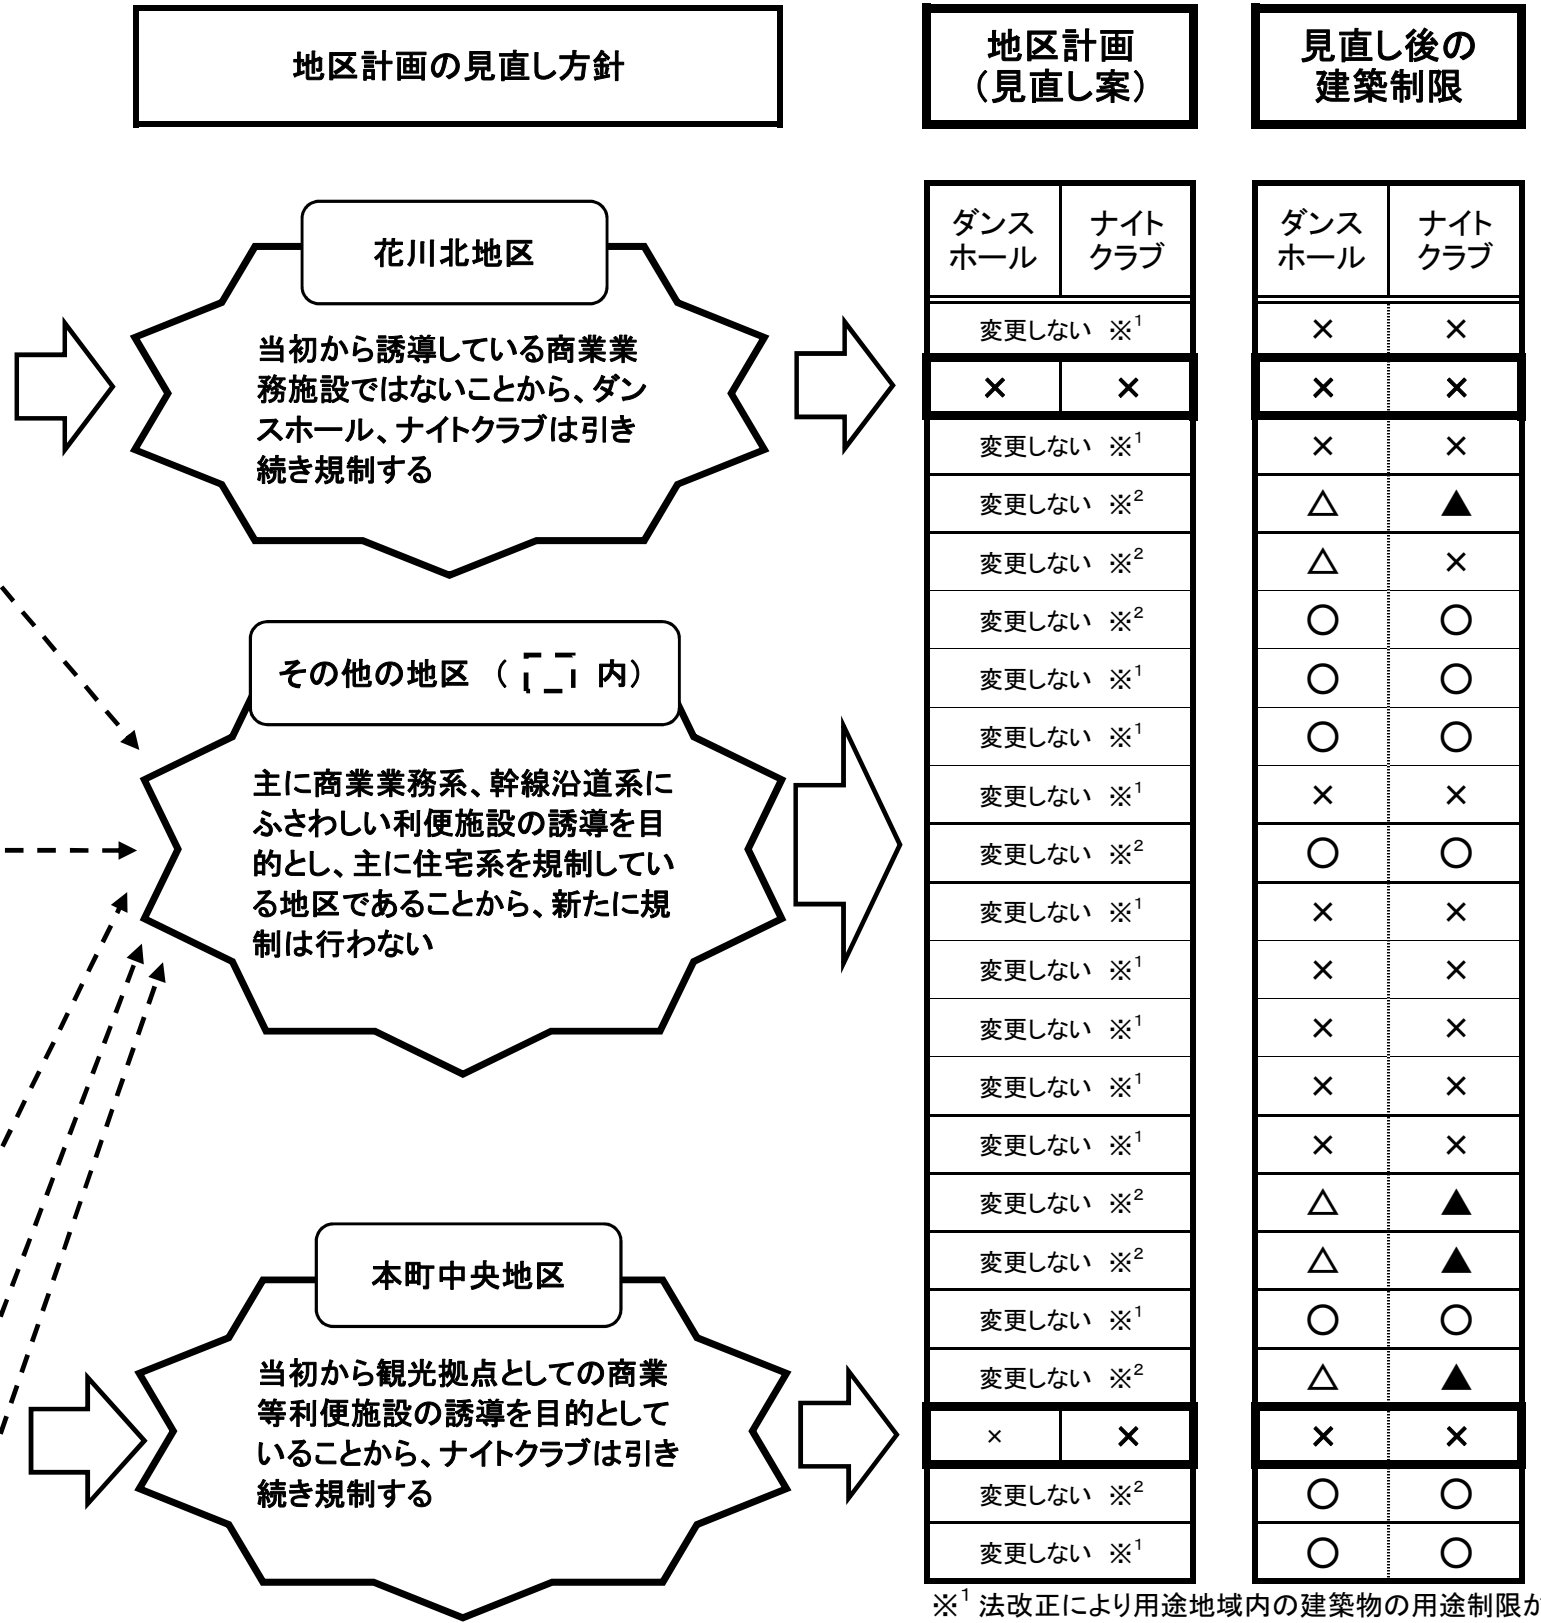 地区計画の見直し方針
地区計画
（見直し案）
見直し後の
建築制限
花川北地区
当初から誘導している商業業
務施設ではないことから、ダン
スホール、ナイトクラブは引き
続き規制する
その他の地区　（　　内）
主に商業業務系、幹線沿道系に
ふさわしい利便施設の誘導を目
的とし、主に住宅系を規制してい
る地区であることから、新たに規
制は行わない
本町中央地区
当初から観光拠点としての商業
等利便施設の誘導を目的として
いることから、ナイトクラブは引き
続き規制する
ダンス
ホール
ナイト
クラブ
ダンス
ホール
ナイト
クラブ
変更しない　※1 × ×
× × × ×
変更しない　※1 × ×
変更しない　※2 △ ▲
変更しない　※2 △ ×
変更しない　※2 ○ ○
変更しない　※1 ○ ○
変更しない　※1 ○ ○
変更しない　※1 × ×
変更しない　※2 ○ ○
変更しない　※1 × ×
変更しない　※1 × ×
変更しない　※1 × ×
変更しない　※1 × ×
変更しない　※1 × ×
変更しない　※2 △ ▲
変更しない　※2 △ ▲
変更しない　※1 ○ ○
変更しない　※2 △ ▲
× × × ×
変更しない　※2 ○ ○
変更しない　※1 ○ ○
※1 法改正により用途地域内の建築物の用途制限が